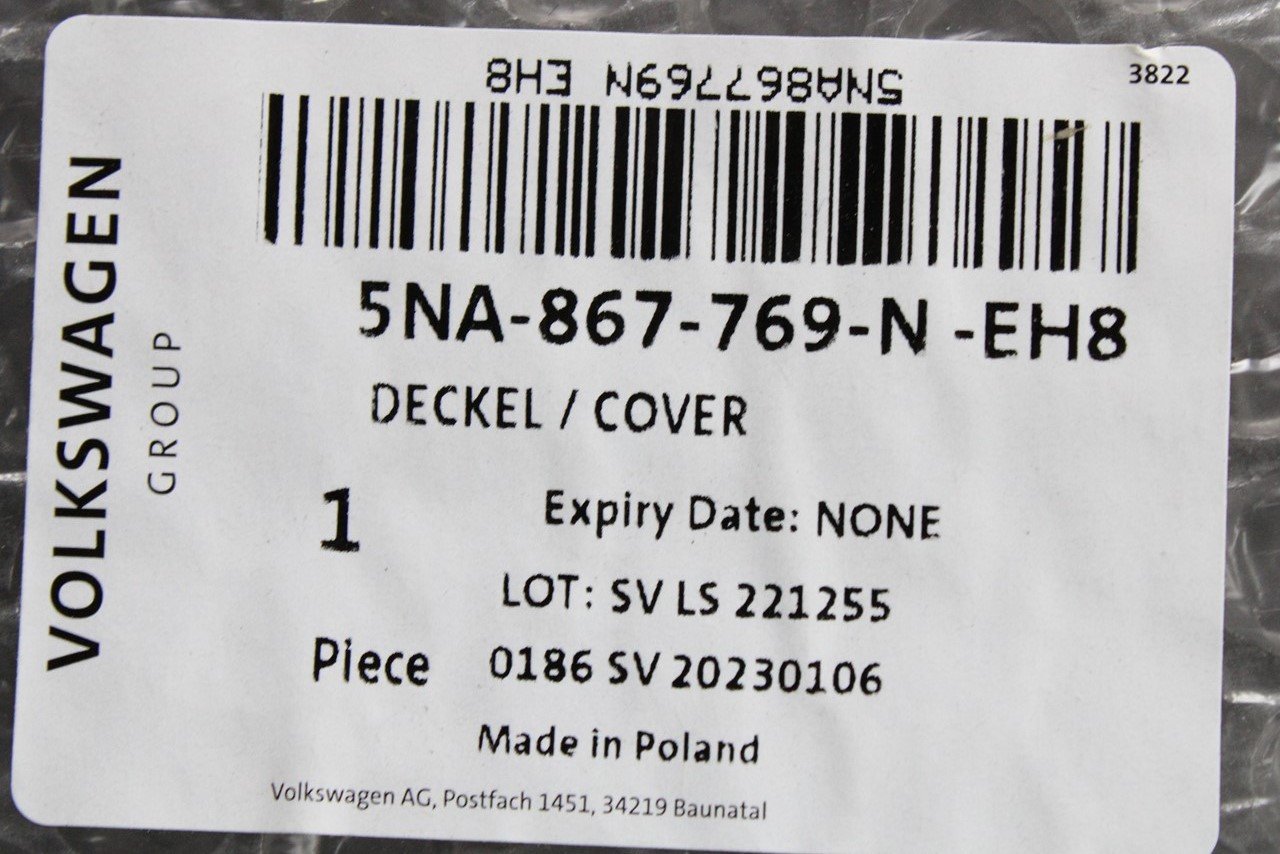 3822
5NA867769N EH8
5NA-867-769-N -EH8
DECKEL / COVER
1
Expiry Date: NONE
LOT: SV LS 221255
Piece 0186 SV 20230106
Made in Poland
Volkswagen AG, Postfach 1451, 34219 Baunatal
VOLKSWAGEN
GROUP